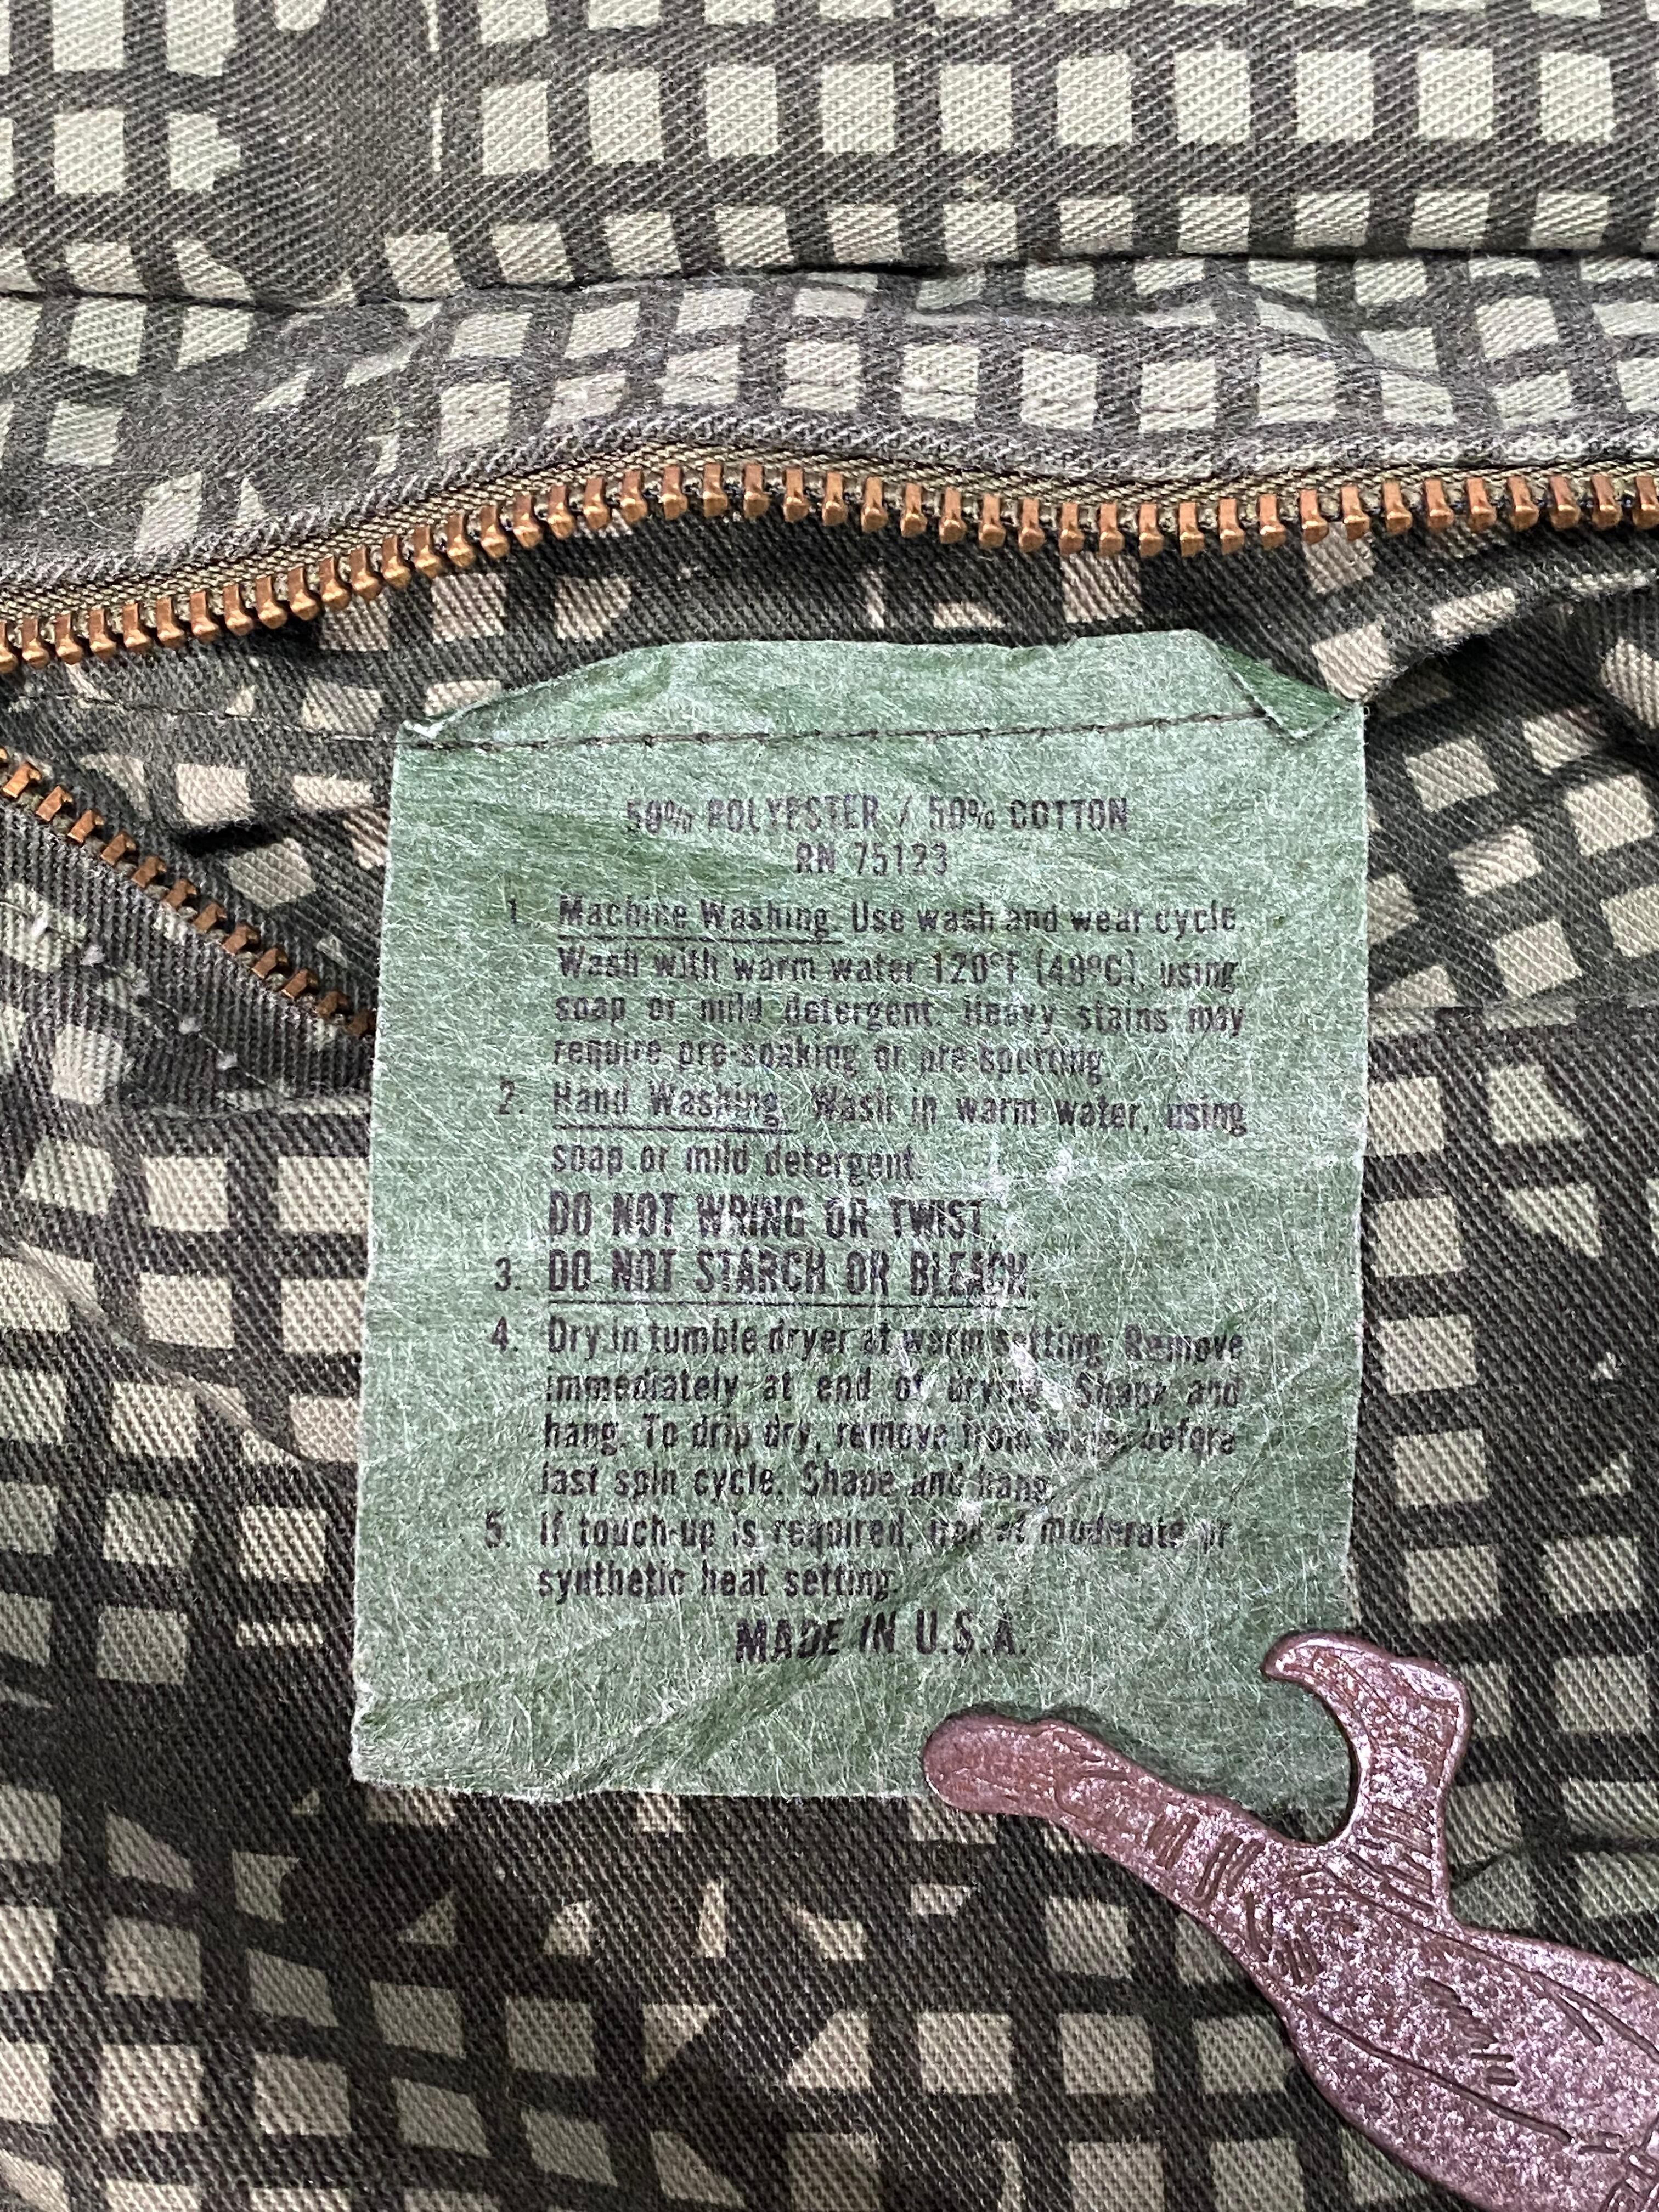 50% POLYESTER / 50% COTTON
RN 75123
1. Machine Washing. Use wash and wear cycle.
Wash with warm water 120°F (49°C), using
soap or mild detergent. Heavy stains may
require pre-soaking or pre-spotting.
2. Hand Washing. Wash in warm water, using
soap or mild detergent.
DO NOT WRING OR TWIST.
3. DO NOT STARCH OR BLEACH.
4. Dry in tumble dryer at warm setting. Remove
immediately at end of drying. Shape and
hang. To drip dry, remove from before
last spin cycle. Shape and hang.
5. If touch-up is required, iron at moderate or
synthetic heat setting.
MADE IN U.S.A.